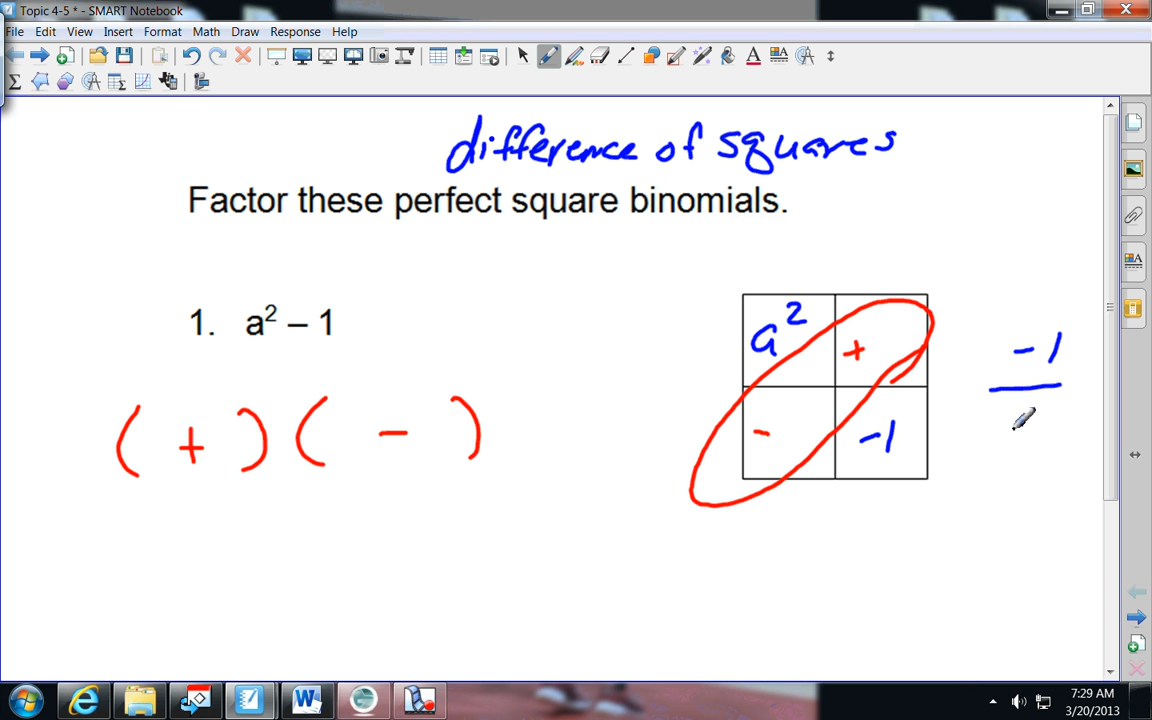 Topic 4-5 * - SMART Notebook
File Edit View Insert Format Math Draw Response Help
difference of squares
Factor these perfect square binomials.
1. a² – 1
a² +
- -1
-1
( + ) ( - )
7:29 AM
3/20/2013